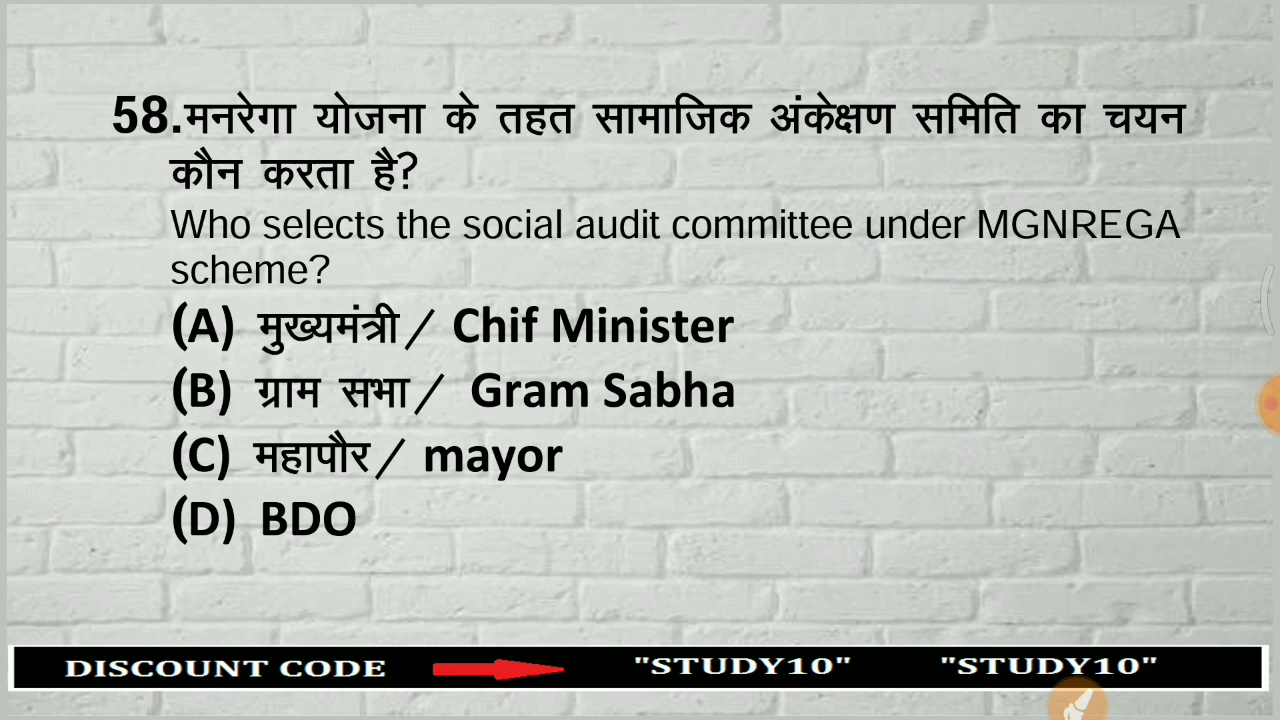 58.मनरेगा योजना के तहत सामाजिक अंकेक्षण समिति का चयन
कौन करता है?
Who selects the social audit committee under MGNREGA
scheme?
(A) मुख्यमंत्री/ Chif Minister
(B) ग्राम सभा/ Gram Sabha
(C) महापौर/ mayor
(D) BDO
DISCOUNT CODE "STUDY10" "STUDY10"